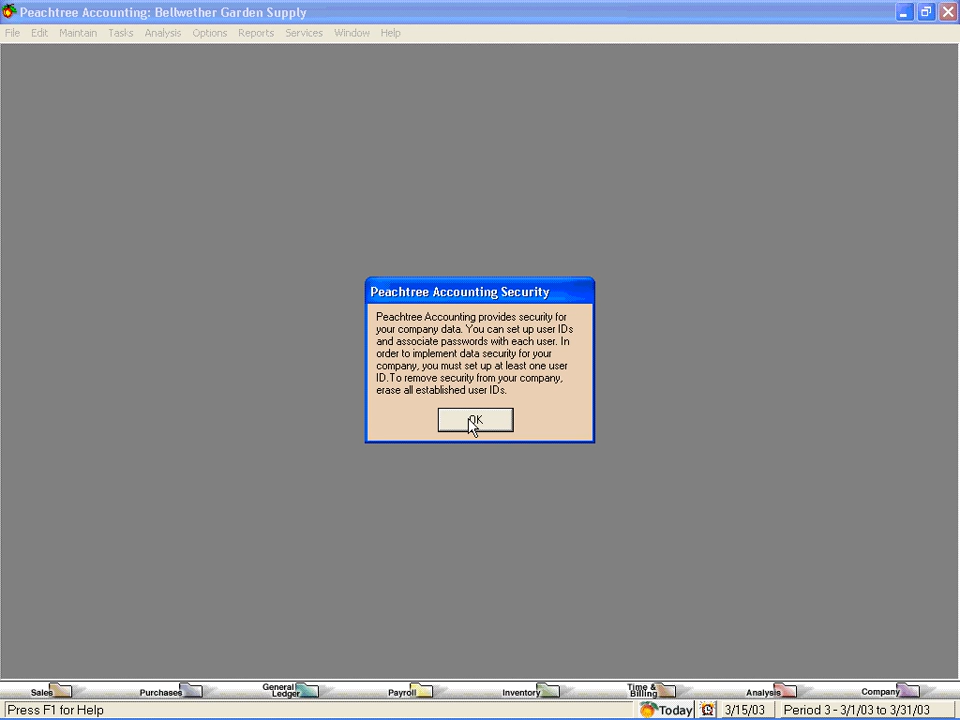 Peachtree Accounting: Bellwether Garden Supply
File Edit Maintain Tasks Analysis Options Reports Services Window Help
Peachtree Accounting Security
Peachtree Accounting provides security for
your company data. You can set up user IDs
and associate passwords with each user. In
order to implement data security for your
company, you must set up at least one user
ID.To remove security from your company,
erase all established user IDs.
OK
Sales Purchases General Ledger Payroll Inventory Time & Billing Analysis Company
Press F1 for Help Today 3/15/03 Period 3 - 3/1/03 to 3/31/03